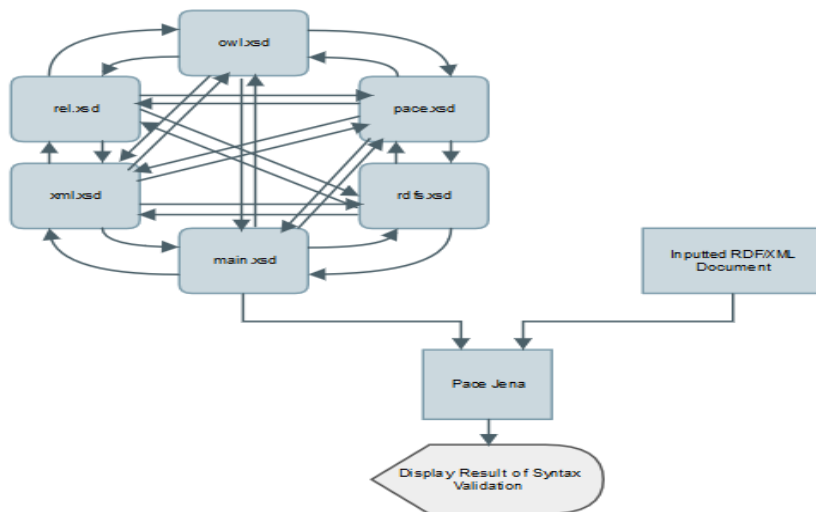 owl.xsd
rel.xsd
pace.xsd
xml.xsd
rdfs.xsd
main.xsd
Inputted RDF/XML
Document
Pace Jena
Display Result of Syntax
Validation